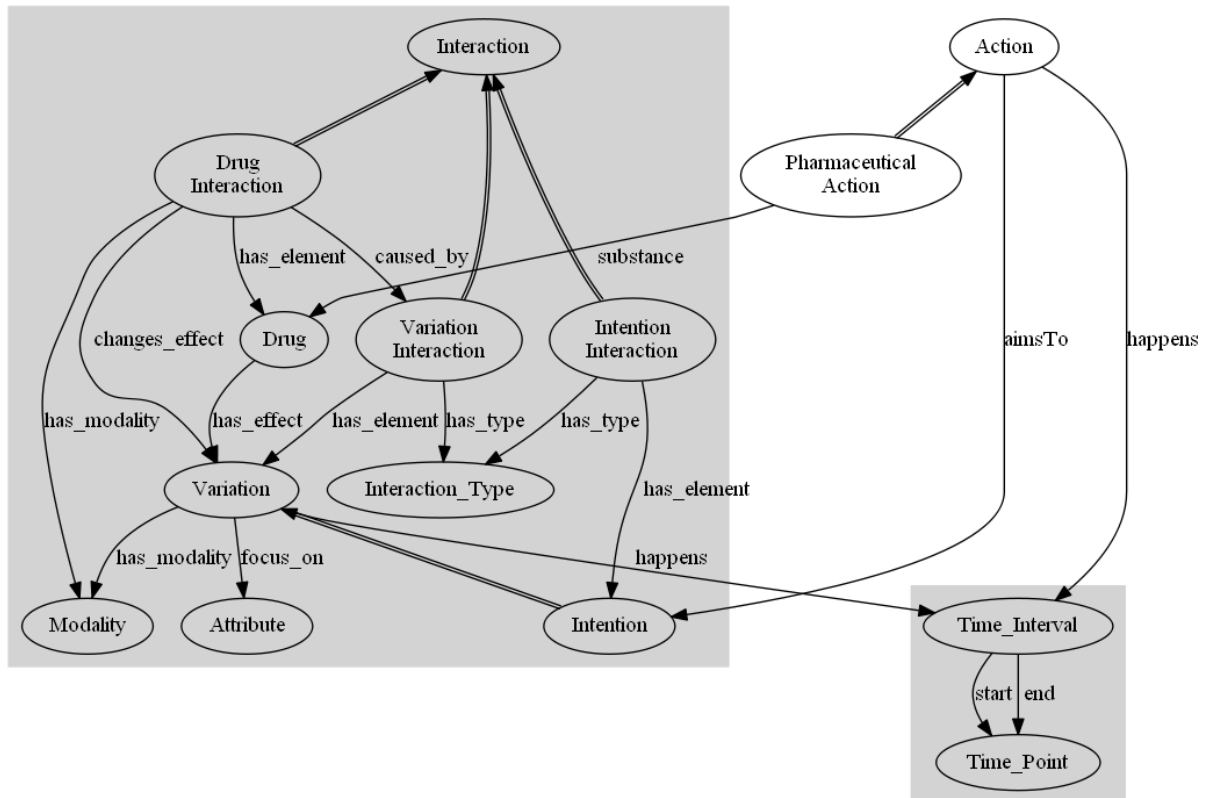 Interaction
Action
Drug
Interaction
Pharmaceutical
Action
has_element
caused_by
substance
changes_effect
Drug
Variation
Interaction
Intention
Interaction
aimsTo
happens
has_modality
has_effect
has_element
has_type
has_type
Variation
Interaction_Type
has_element
has_modality
focus_on
happens
Modality
Attribute
Intention
Time_Interval
start
end
Time_Point